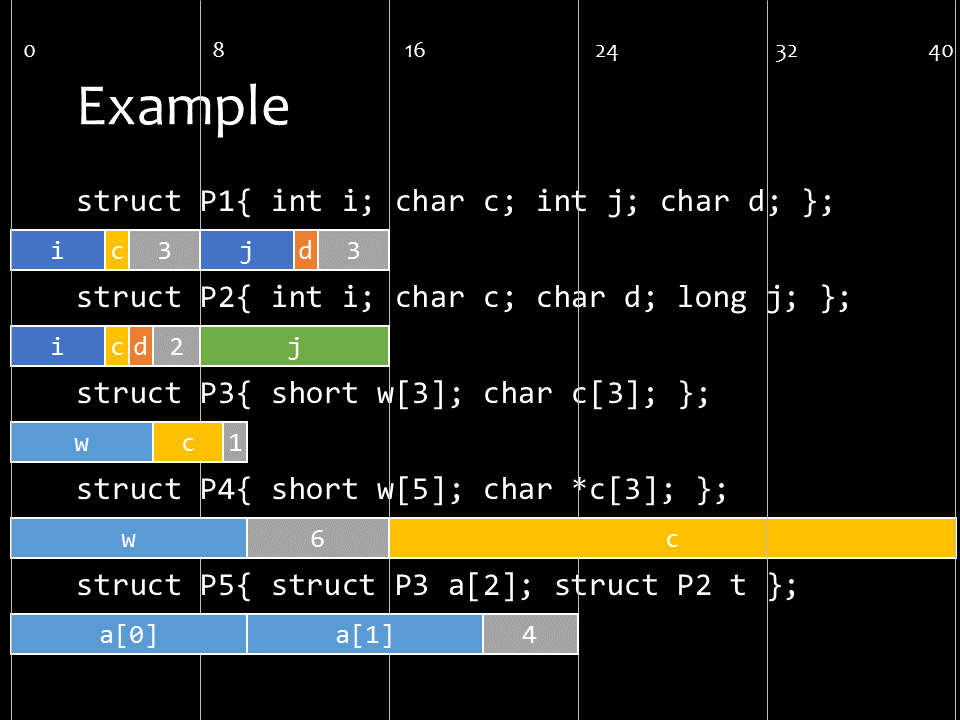 0 8 16 24 32 40
Example
struct P1{ int i; char c; int j; char d; };
i c 3 j d 3
struct P2{ int i; char c; char d; long j; };
i c d 2 j
struct P3{ short w[3]; char c[3]; };
w c 1
struct P4{ short w[5]; char *c[3]; };
w 6 c
struct P5{ struct P3 a[2]; struct P2 t };
a[0] a[1] 4